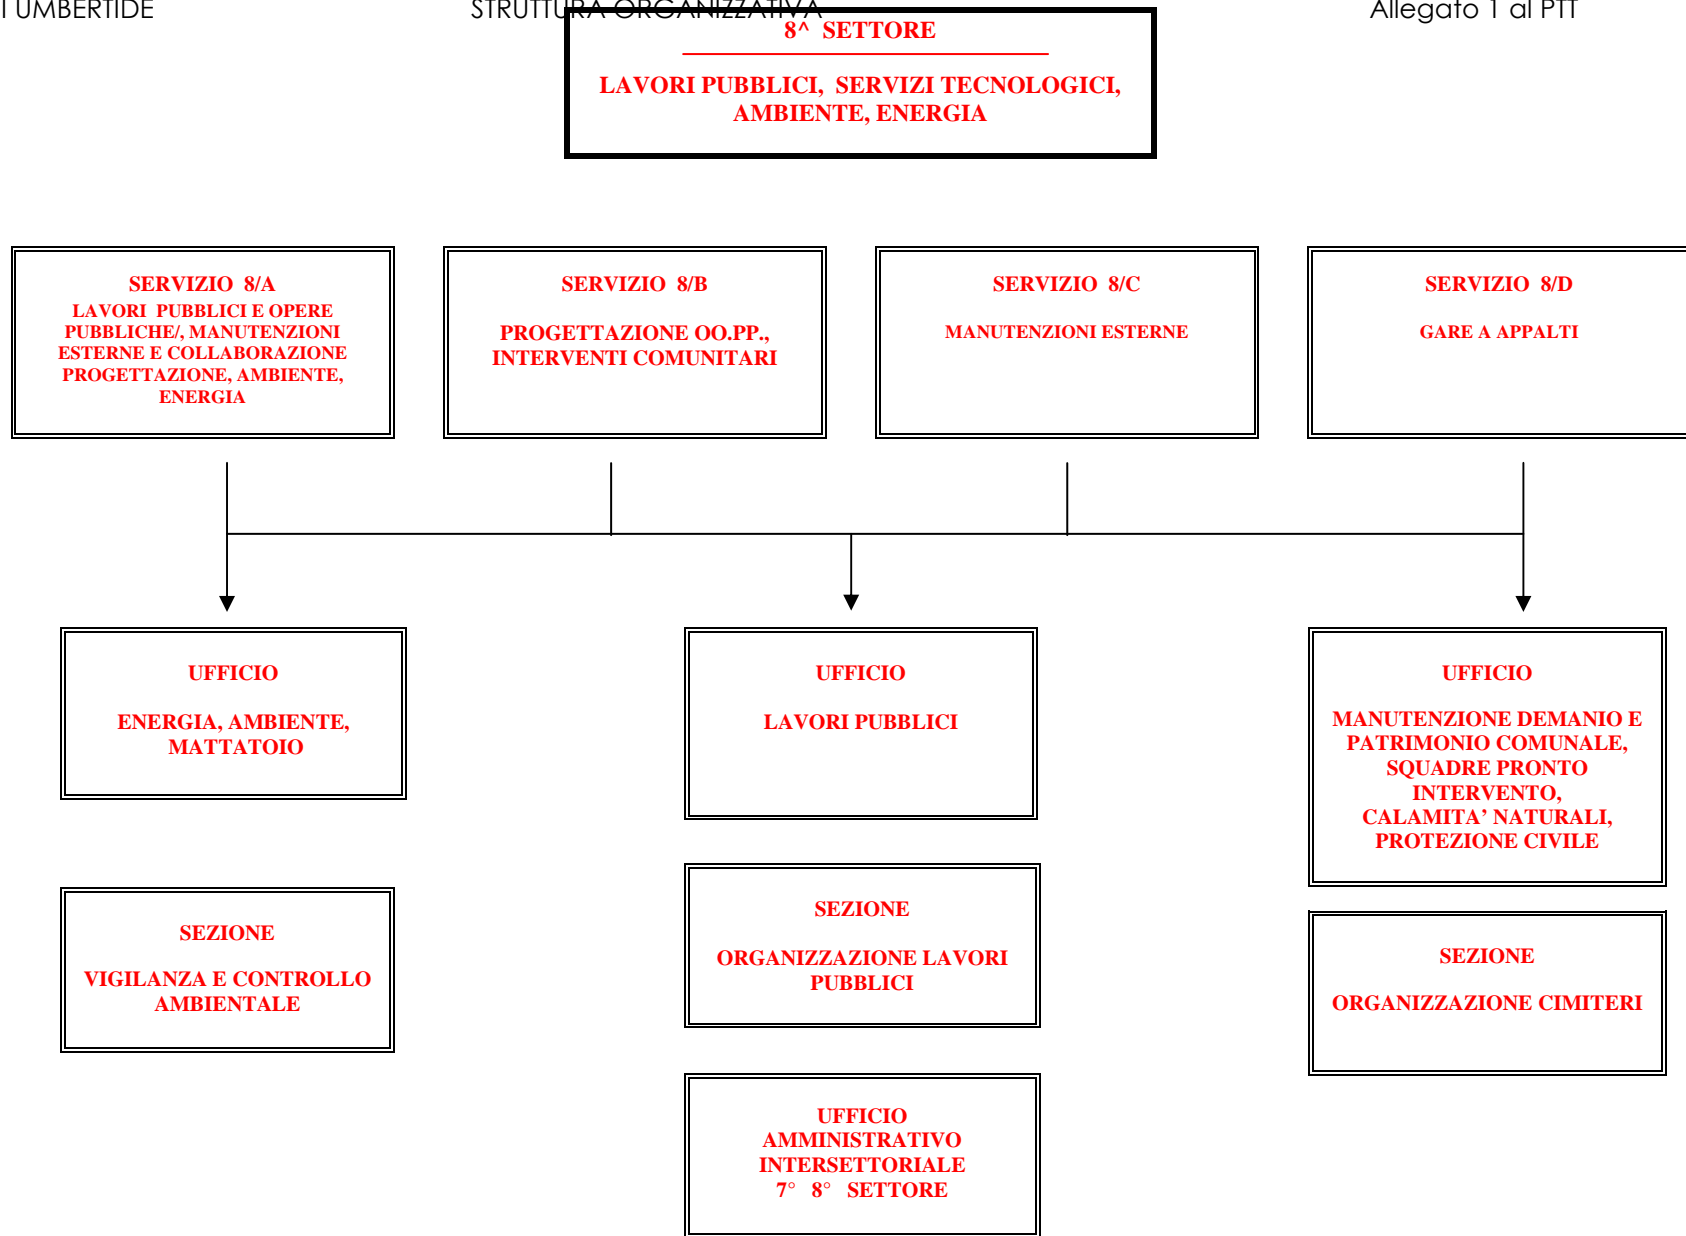 I UMBERTIDE STRUTTURA ORGANIZZATIVA Allegato 1 al PTT
8^ SETTORE
LAVORI PUBBLICI, SERVIZI TECNOLOGICI,
AMBIENTE, ENERGIA
SERVIZIO 8/A
LAVORI PUBBLICI E OPERE
PUBBLICHE/, MANUTENZIONI
ESTERNE E COLLABORAZIONE
PROGETTAZIONE, AMBIENTE,
ENERGIA
SERVIZIO 8/B
PROGETTAZIONE OO.PP.,
INTERVENTI COMUNITARI
SERVIZIO 8/C
MANUTENZIONI ESTERNE
SERVIZIO 8/D
GARE A APPALTI
UFFICIO
ENERGIA, AMBIENTE,
MATTATOIO
UFFICIO
LAVORI PUBBLICI
UFFICIO
MANUTENZIONE DEMANIO E
PATRIMONIO COMUNALE,
SQUADRE PRONTO
INTERVENTO,
CALAMITA’ NATURALI,
PROTEZIONE CIVILE
SEZIONE
VIGILANZA E CONTROLLO
AMBIENTALE
SEZIONE
ORGANIZZAZIONE LAVORI
PUBBLICI
SEZIONE
ORGANIZZAZIONE CIMITERI
UFFICIO
AMMINISTRATIVO
INTERSETTORIALE
7° 8° SETTORE